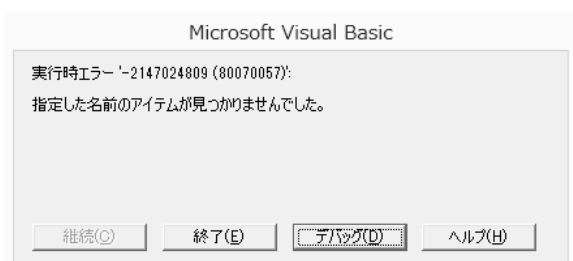 Microsoft Visual Basic
実行時エラー '-2147024809 (80070057)':
指定した名前のアイテムが見つかりませんでした。
継続(C) 終了(E) デバッグ(D) ヘルプ(H)